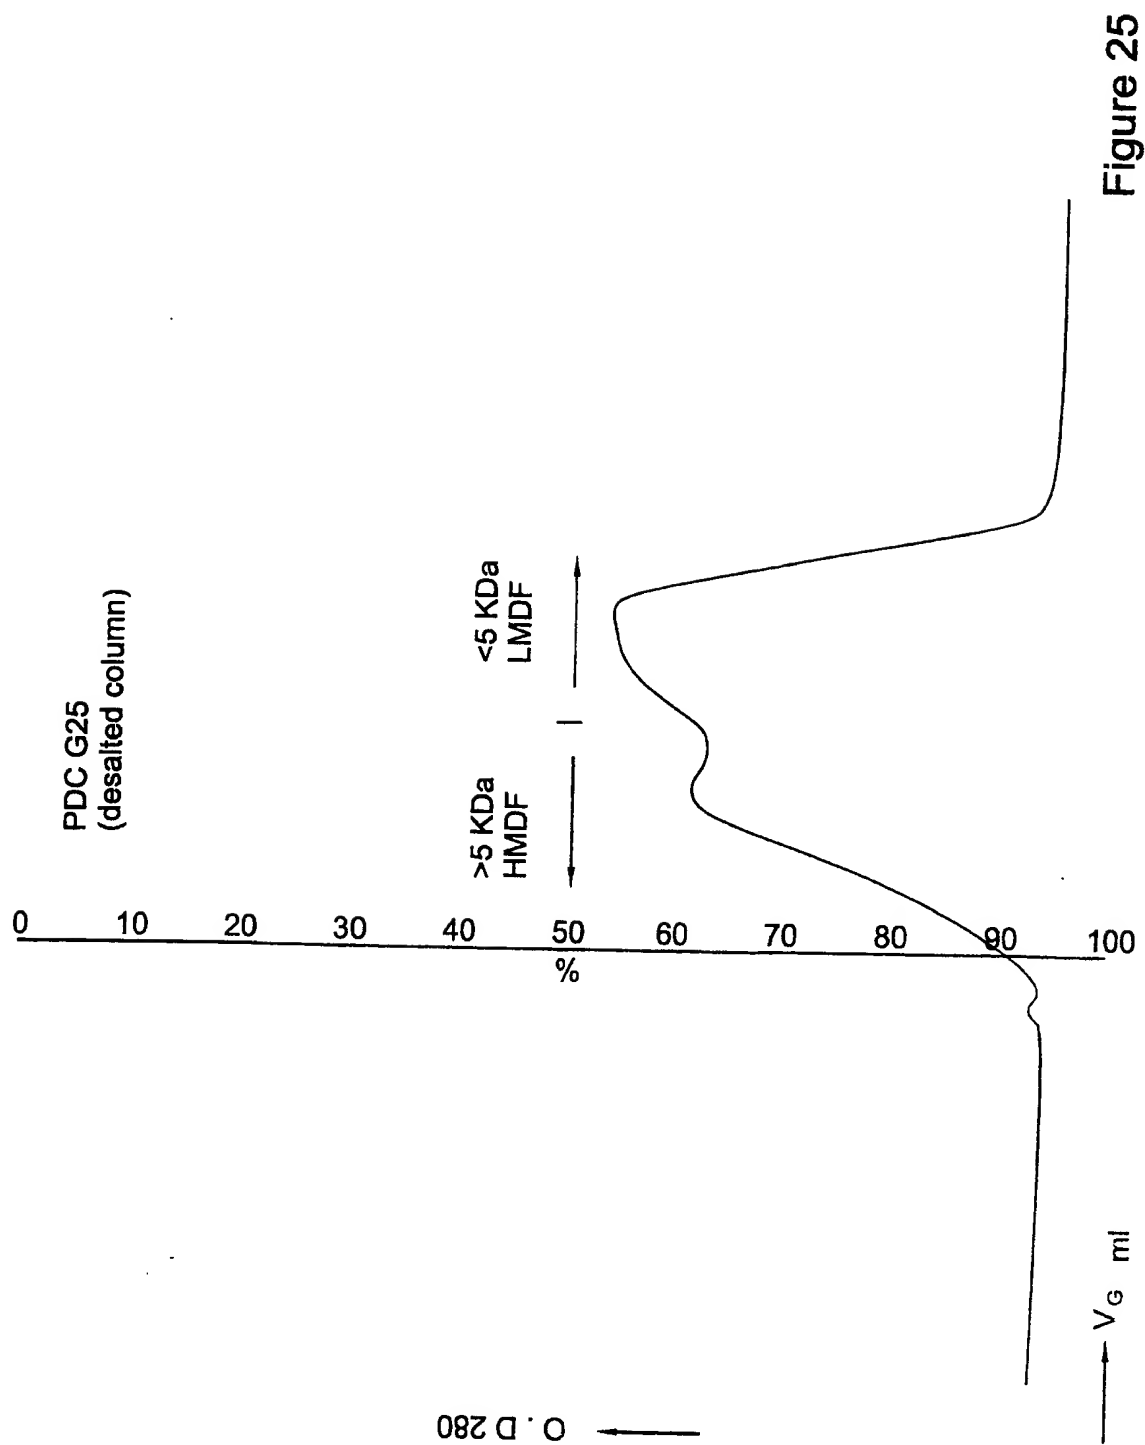 PDC G25
(desalted column)
>5 KDa
HMDF
<5 KDa
LMDF
0
10
20
30
40
50
60
70
80
90
100
%
O . D 280
V_G ml
Figure 25